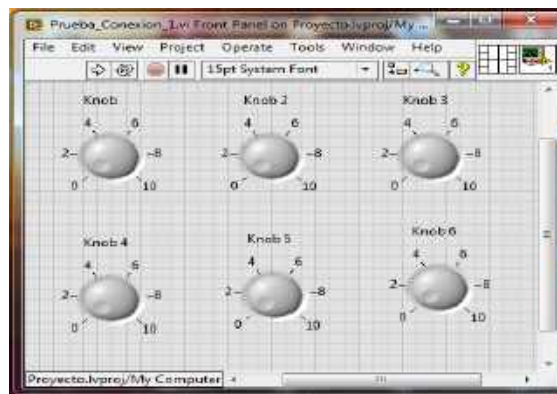 Prueba_Conexion_1.vi Front Panel on Proyecto.lvproj/My ...
File Edit View Project Operate Tools Window Help
15pt System Font
Knob Knob 2 Knob 3
4 6 4 6 4 6
2 8 2 8 2 8
0 10 0 10 0 10
Knob 4 Knob 5 Knob 6
4 6 4 6 4 6
2 8 2 8 2 8
0 10 0 10 0 10
Proyecto.lvproj/My Computer